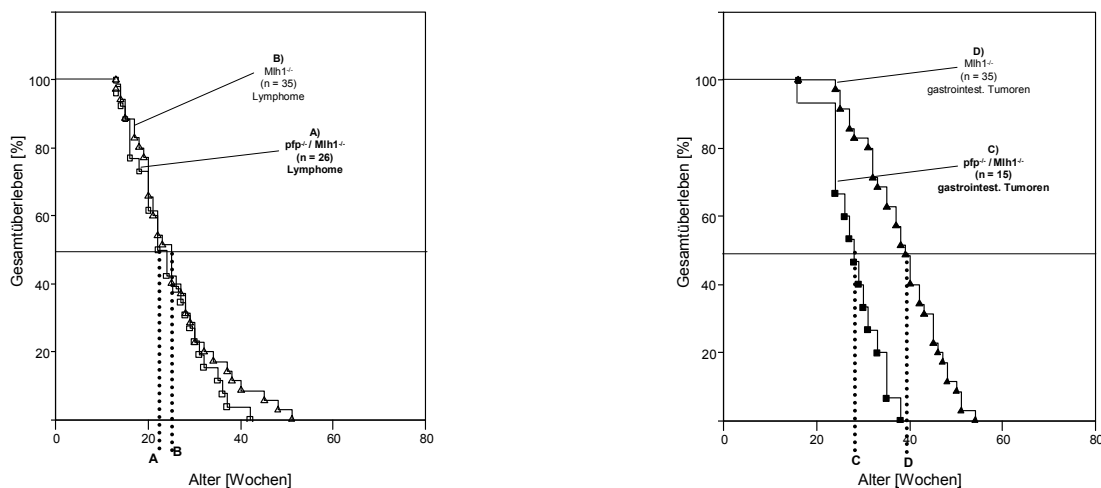 B)
Mlh1-/-
(n = 35)
Lymphome
A)
pfp-/-/ Mlh1-/-
(n = 26)
Lymphome
Gesamtüberleben [%]
100
80
60
40
20
0
20
40
60
80
A
B
Alter [Wochen]
D)
Mlh1-/-
(n = 35)
gastrointest. Tumoren
C)
pfp-/- / Mlh1-/-
(n = 15)
gastrointest. Tumoren
Gesamtüberleben [%]
100
80
60
40
20
0
20
40
60
80
C
D
Alter [Wochen]